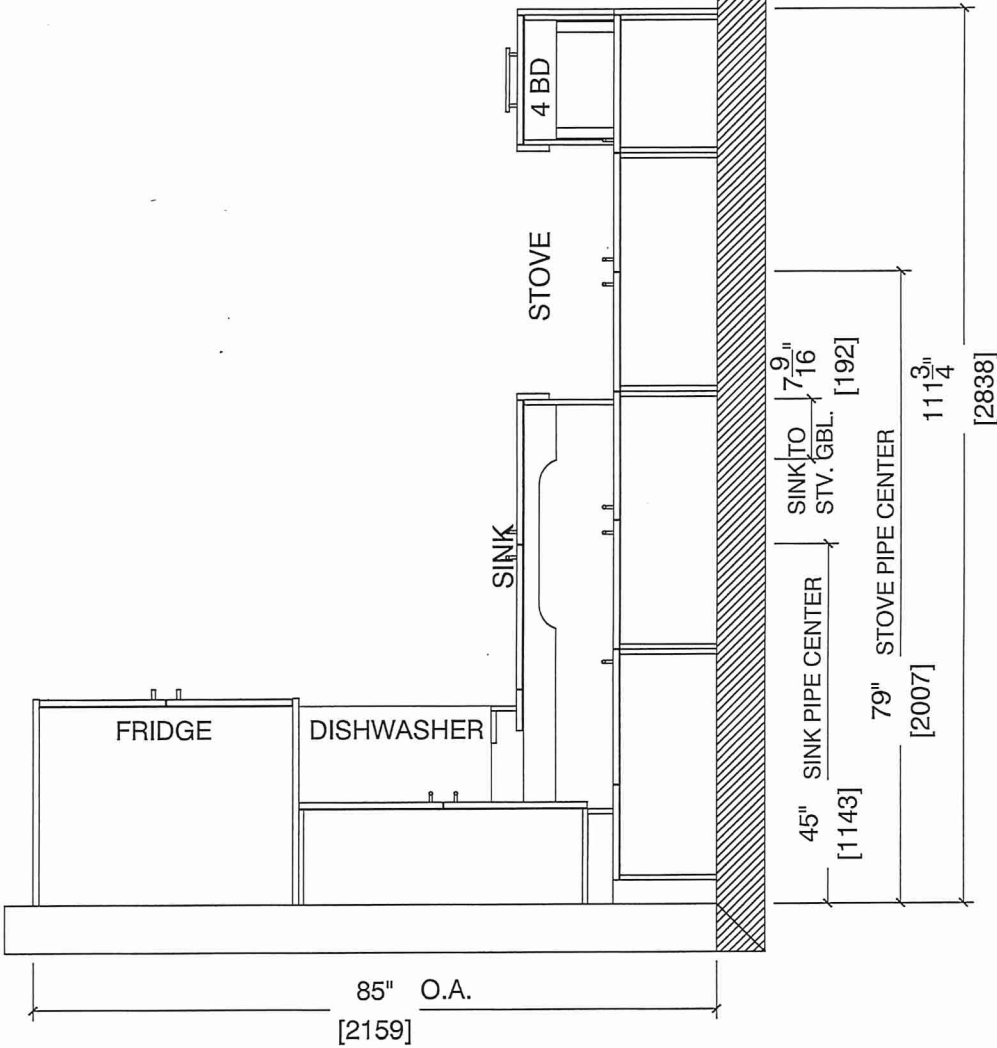 4 BD
STOVE
SINK
FRIDGE
DISHWASHER
7 9/16"
[192]
SINK TO
STV. GBL.
45" SINK PIPE CENTER
[1143]
79" STOVE PIPE CENTER
[2007]
111 3/4"
[2838]
85" O.A.
[2159]